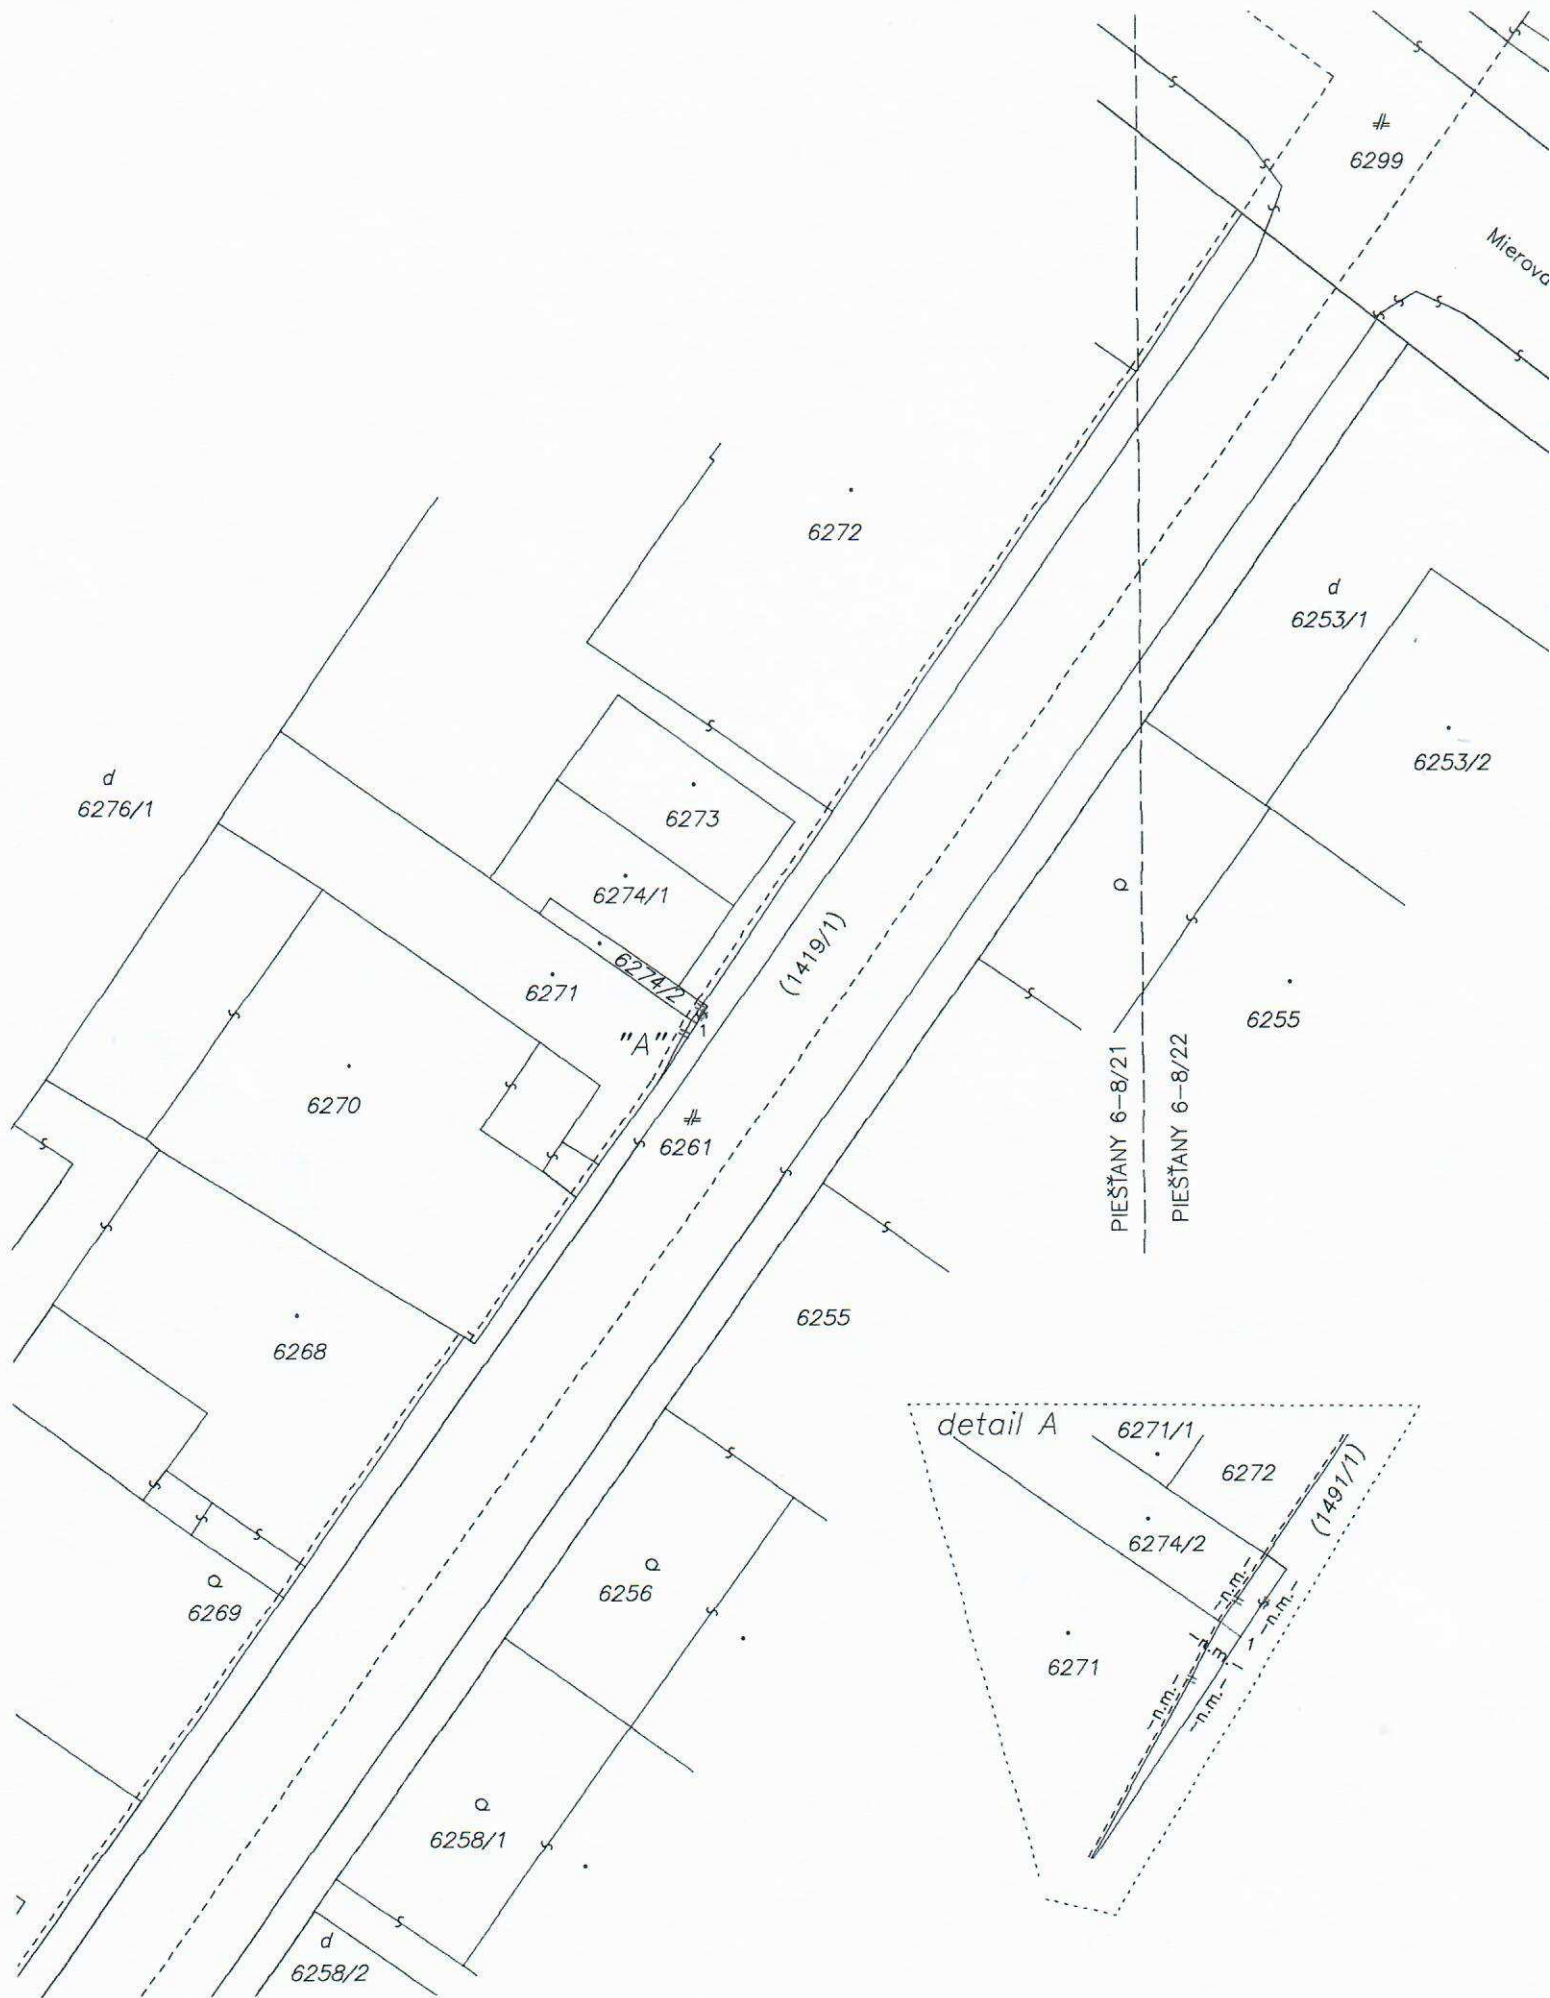 6299
Mierova
6272
d
6253/1
6253/2
d
6276/1
6273
6274/1
(1419/1)
6274/2
6271
"A"
1
6255
PIEŠŤANY 6-8/21
PIEŠŤANY 6-8/22
6270
6261
6255
6268
detail A
6271/1
6272
(1491/1)
6274/2
-n.m.-
-n.m.-
-n.m.-
1
6271
-n.m.-
-n.m.-
6256
6269
6258/1
d
6258/2